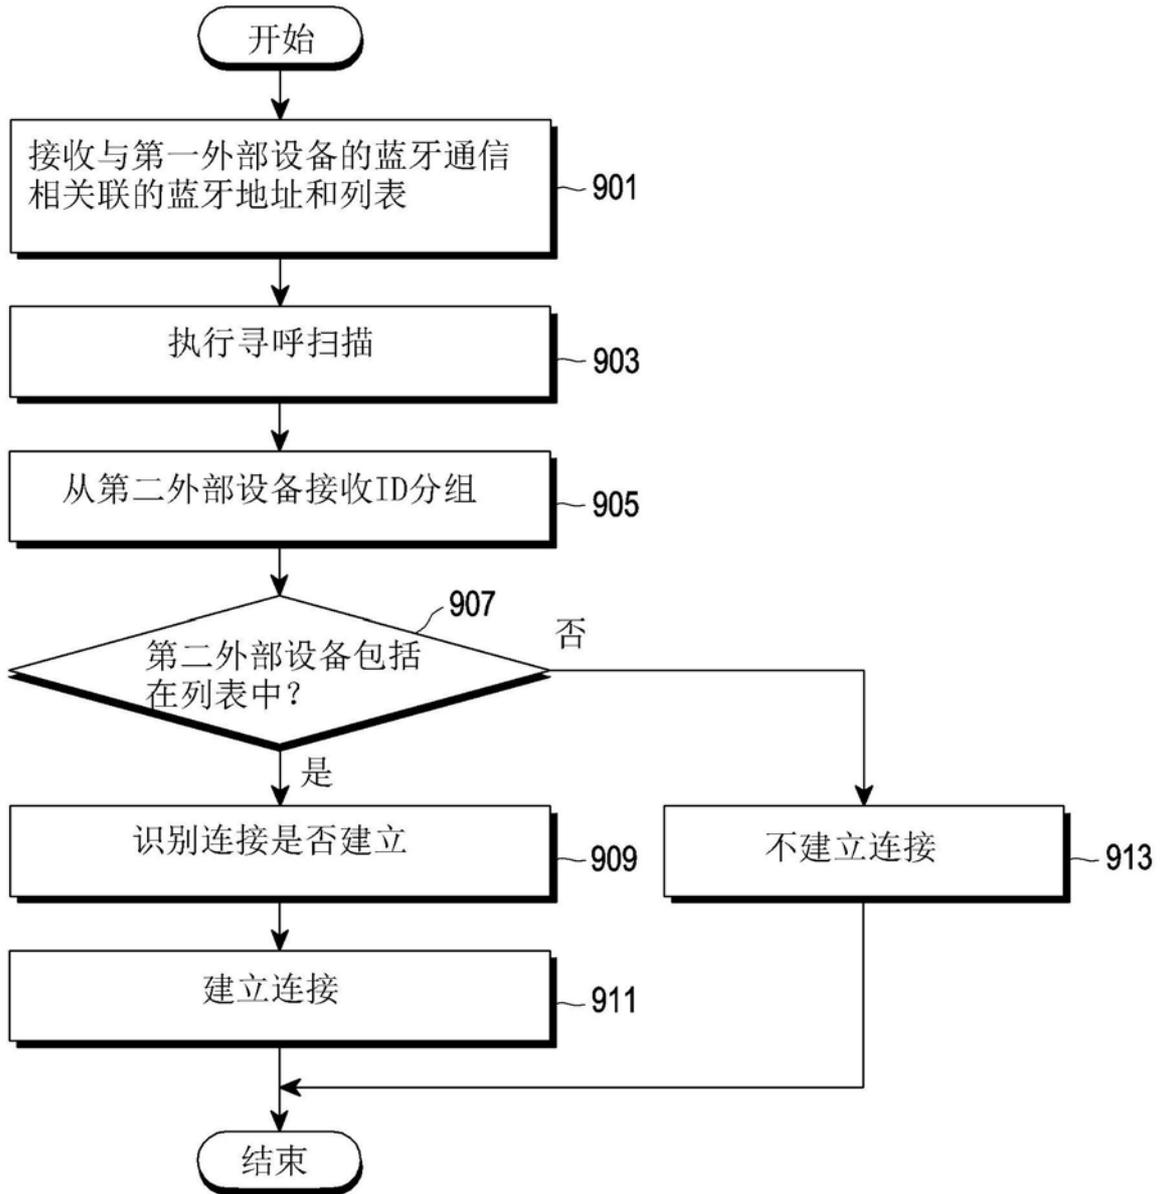 开始
接收与第一外部设备的蓝牙通信
相关联的蓝牙地址和列表
901
执行寻呼扫描
903
从第二外部设备接收ID分组
905
907
否
第二外部设备包括
在列表中?
是
识别连接是否建立
909
不建立连接
913
建立连接
911
结束